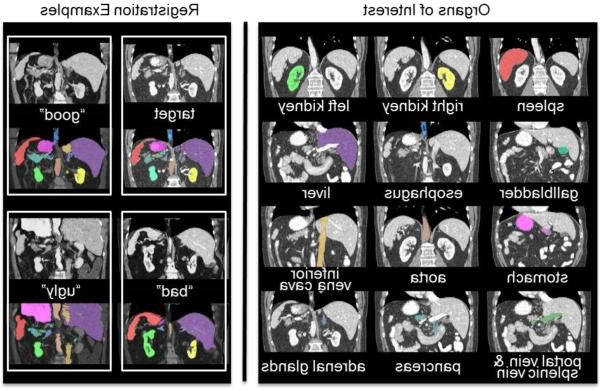 Organs of Interest
spleen
right kidney
left kidney
gallbladder
esophagus
liver
stomach
aorta
inferior
vena cava
portal vein &
splenic vein
pancreas
adrenal glands
Registration Examples
target
“good”
“bad”
“ugly”